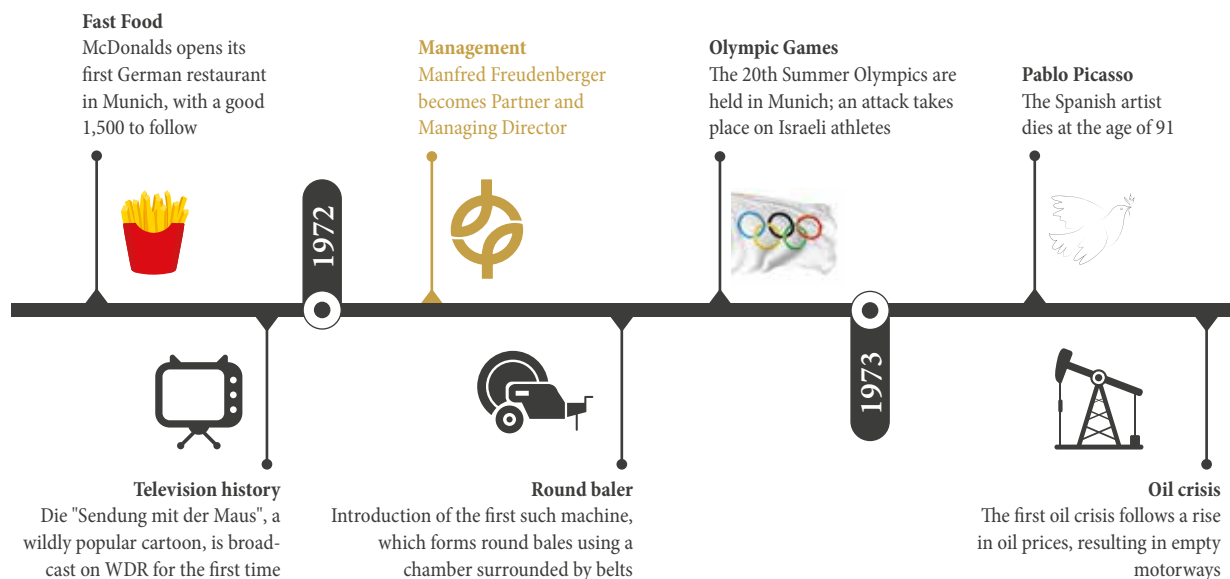 Fast Food
McDonalds opens its
first German restaurant
in Munich, with a good
1,500 to follow
Television history
Die "Sendung mit der Maus", a
wildly popular cartoon, is broad-
cast on WDR for the first time
1972
Management
Manfred Freudenberger
becomes Partner and
Managing Director
Round baler
Introduction of the first such machine,
which forms round bales using a
chamber surrounded by belts
Olympic Games
The 20th Summer Olympics are
held in Munich; an attack takes
place on Israeli athletes
1973
Pablo Picasso
The Spanish artist
dies at the age of 91
Oil crisis
The first oil crisis follows a rise
in oil prices, resulting in empty
motorways